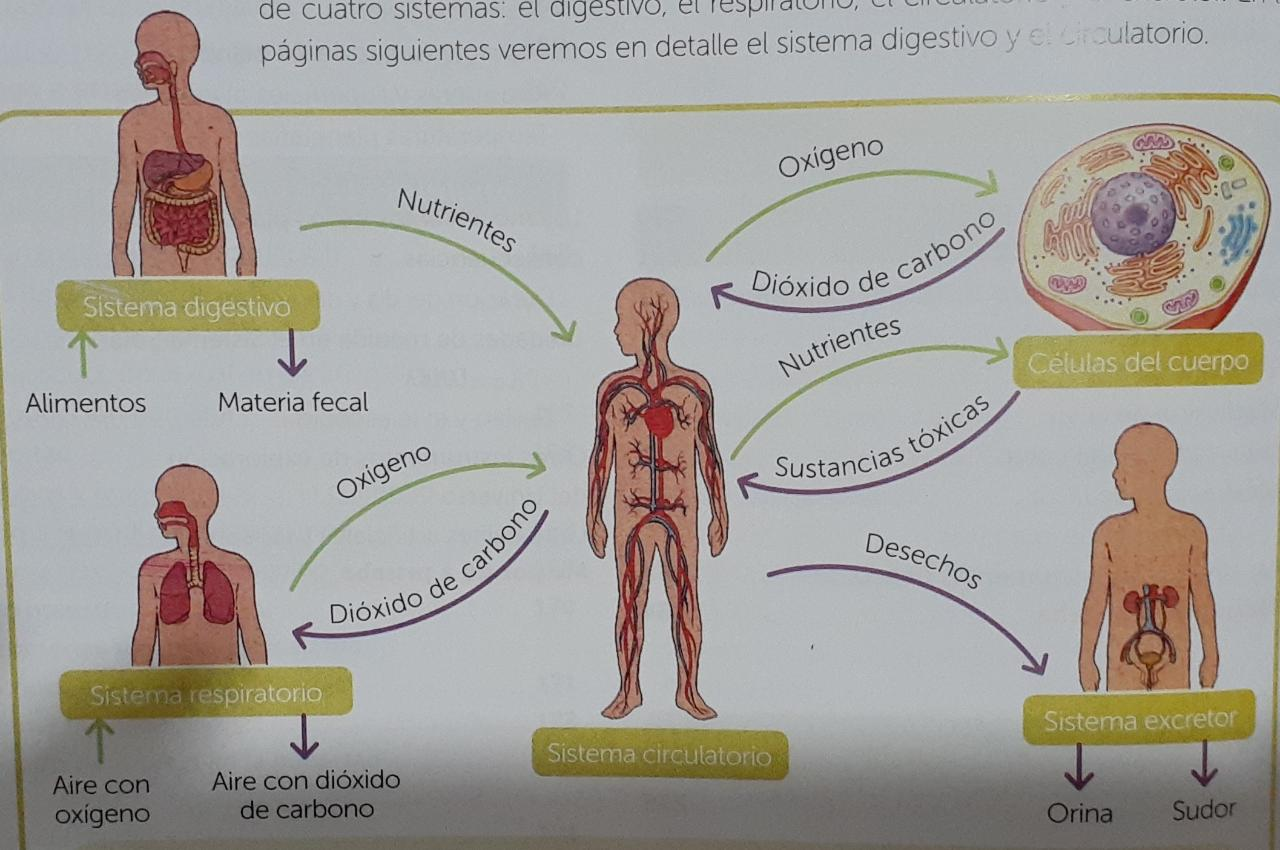 de cuatro sistemas: el digestivo, el respiratorio, el
páginas siguientes veremos en detalle el sistema digestivo y el circulatorio.
Nutrientes
Oxígeno
Dióxido de carbono
Sistema digestivo
Alimentos
Materia fecal
Nutrientes
Células del cuerpo
Sustancias tóxicas
Oxígeno
Dióxido de carbono
Desechos
Sistema respiratorio
Aire con
oxígeno
Aire con dióxido
de carbono
Sistema circulatorio
Sistema excretor
Orina
Sudor